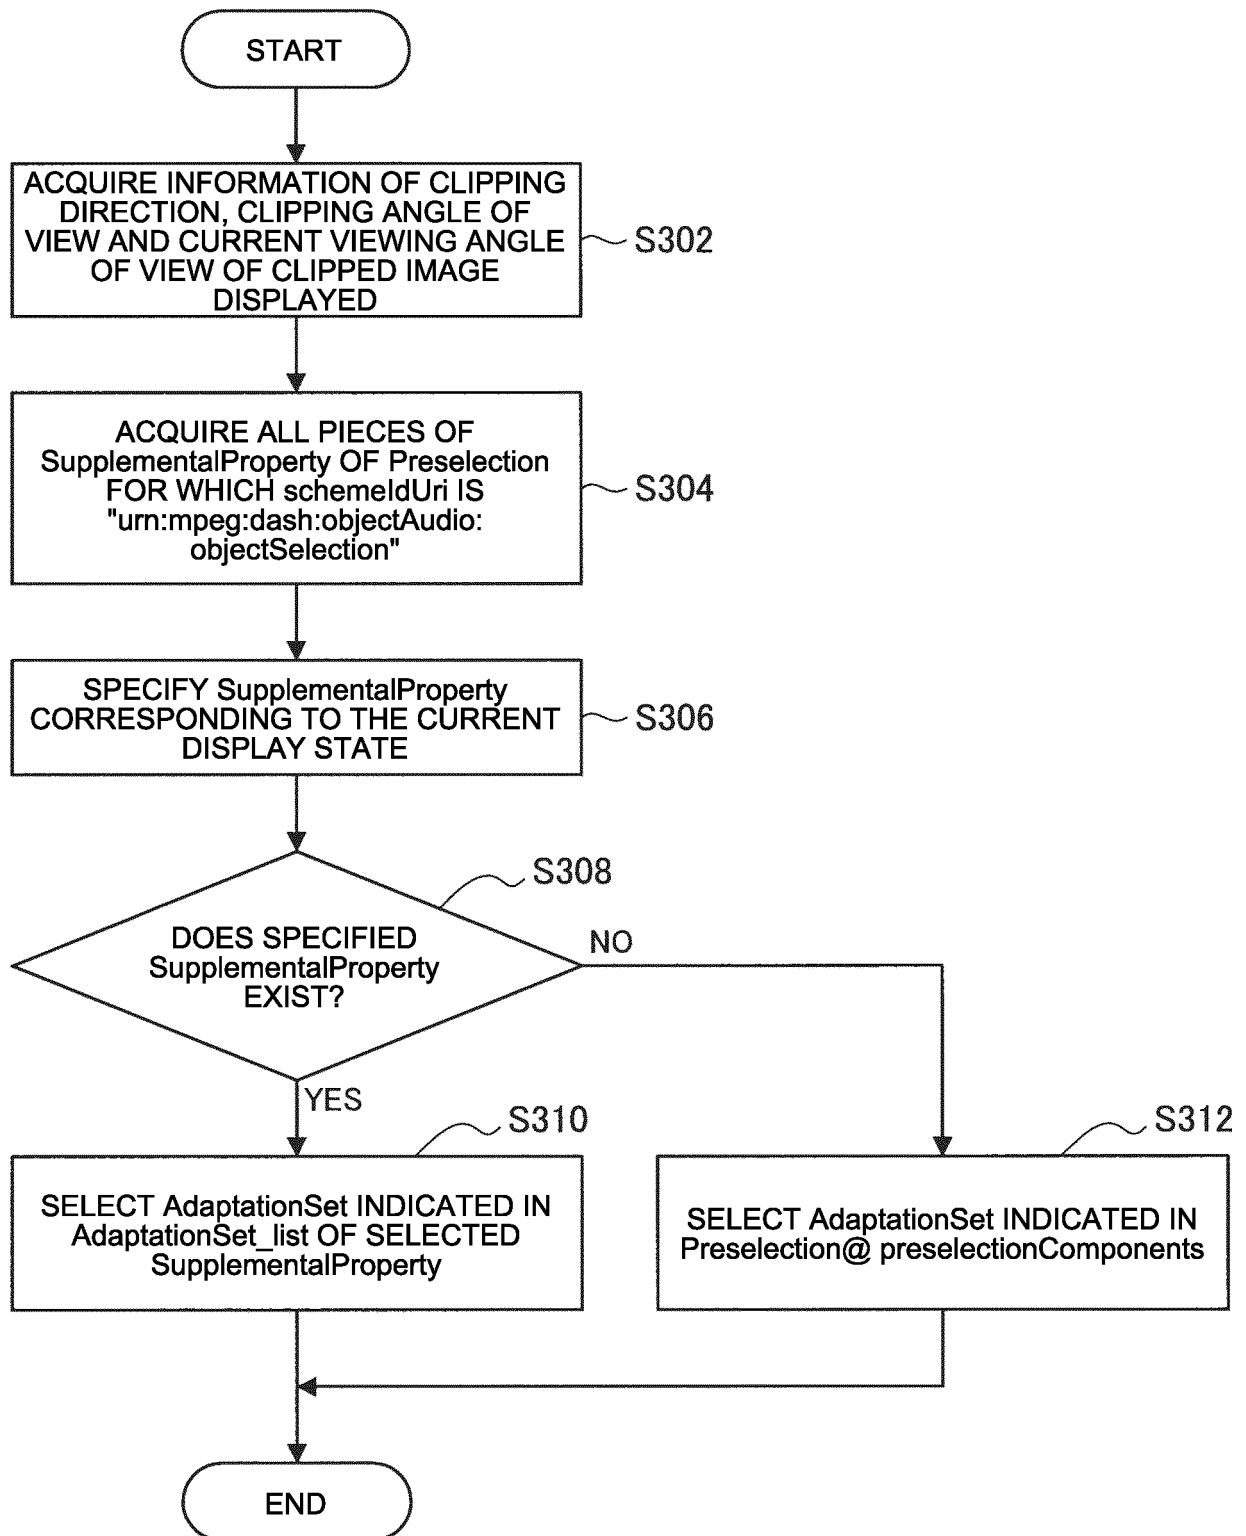 START
ACQUIRE INFORMATION OF CLIPPING
DIRECTION, CLIPPING ANGLE OF
VIEW AND CURRENT VIEWING ANGLE
OF VIEW OF CLIPPED IMAGE
DISPLAYED
S302
ACQUIRE ALL PIECES OF
SupplementalProperty OF Preselection
FOR WHICH schemeIdUri IS
"urn:mpeg:dash:objectAudio:
objectSelection"
S304
SPECIFY SupplementalProperty
CORRESPONDING TO THE CURRENT
DISPLAY STATE
S306
S308
DOES SPECIFIED
SupplementalProperty
EXIST?
NO
YES
S310
SELECT AdaptationSet INDICATED IN
AdaptationSet_list OF SELECTED
SupplementalProperty
S312
SELECT AdaptationSet INDICATED IN
Preselection@ preselectionComponents
END